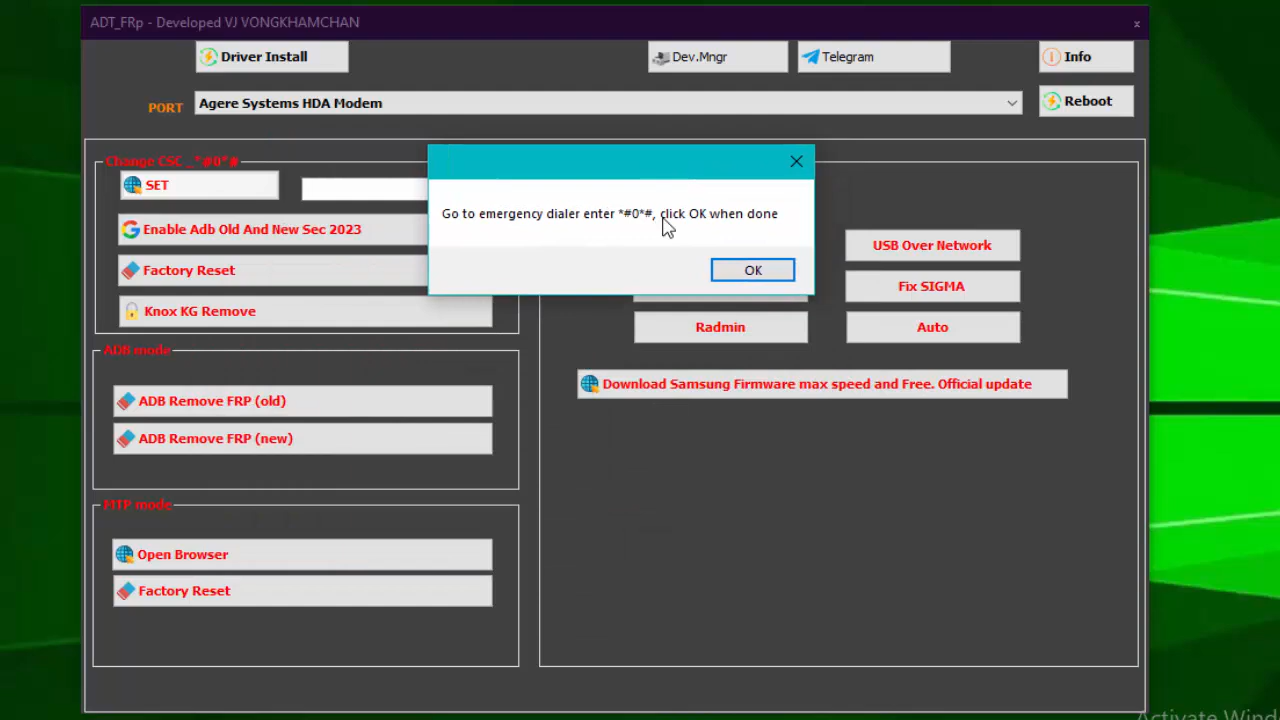 ADT_FRp - Developed VJ VONGKHAMCHAN
x
Driver Install
Dev.Mngr
Telegram
Info
PORT
Agere Systems HDA Modem
Reboot
Change CSC _*#0*#
SET
Go to emergency dialer enter *#0*#, click OK when done
OK
Enable Adb Old And New Sec 2023
USB Over Network
Factory Reset
Fix SIGMA
Knox KG Remove
Radmin
Auto
ADB mode
Download Samsung Firmware max speed and Free. Official update
ADB Remove FRP (old)
ADB Remove FRP (new)
MTP mode
Open Browser
Factory Reset
Activate Wind